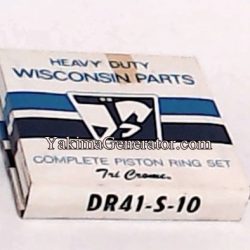 HEAVY DUTY
WISCONSIN PARTS
YakimaGenerator.com
COMPLETE PISTON RING SET
Tri Crome
DR41-S-10